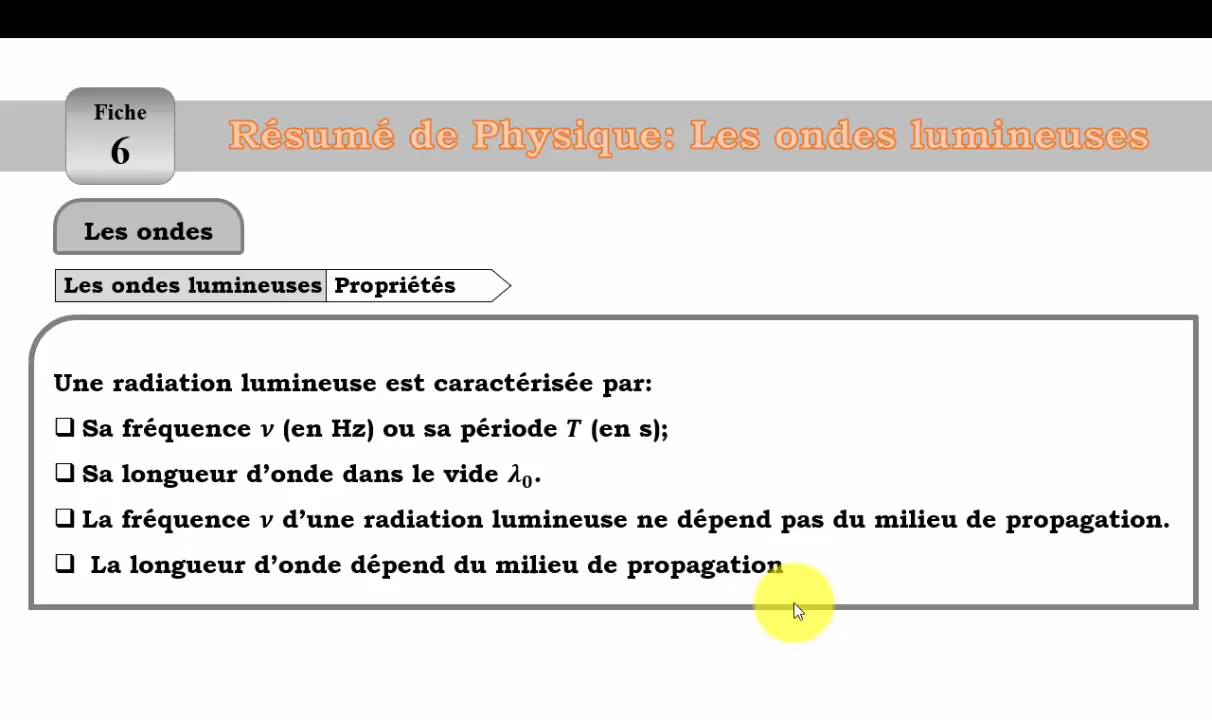 Fiche
6
Résumé de Physique: Les ondes lumineuses
Les ondes
Les ondes lumineuses Propriétés
Une radiation lumineuse est caractérisée par:
❑ Sa fréquence ν (en Hz) ou sa période T (en s);
❑ Sa longueur d’onde dans le vide λ₀.
❑ La fréquence ν d’une radiation lumineuse ne dépend pas du milieu de propagation.
❑ La longueur d’onde dépend du milieu de propagation